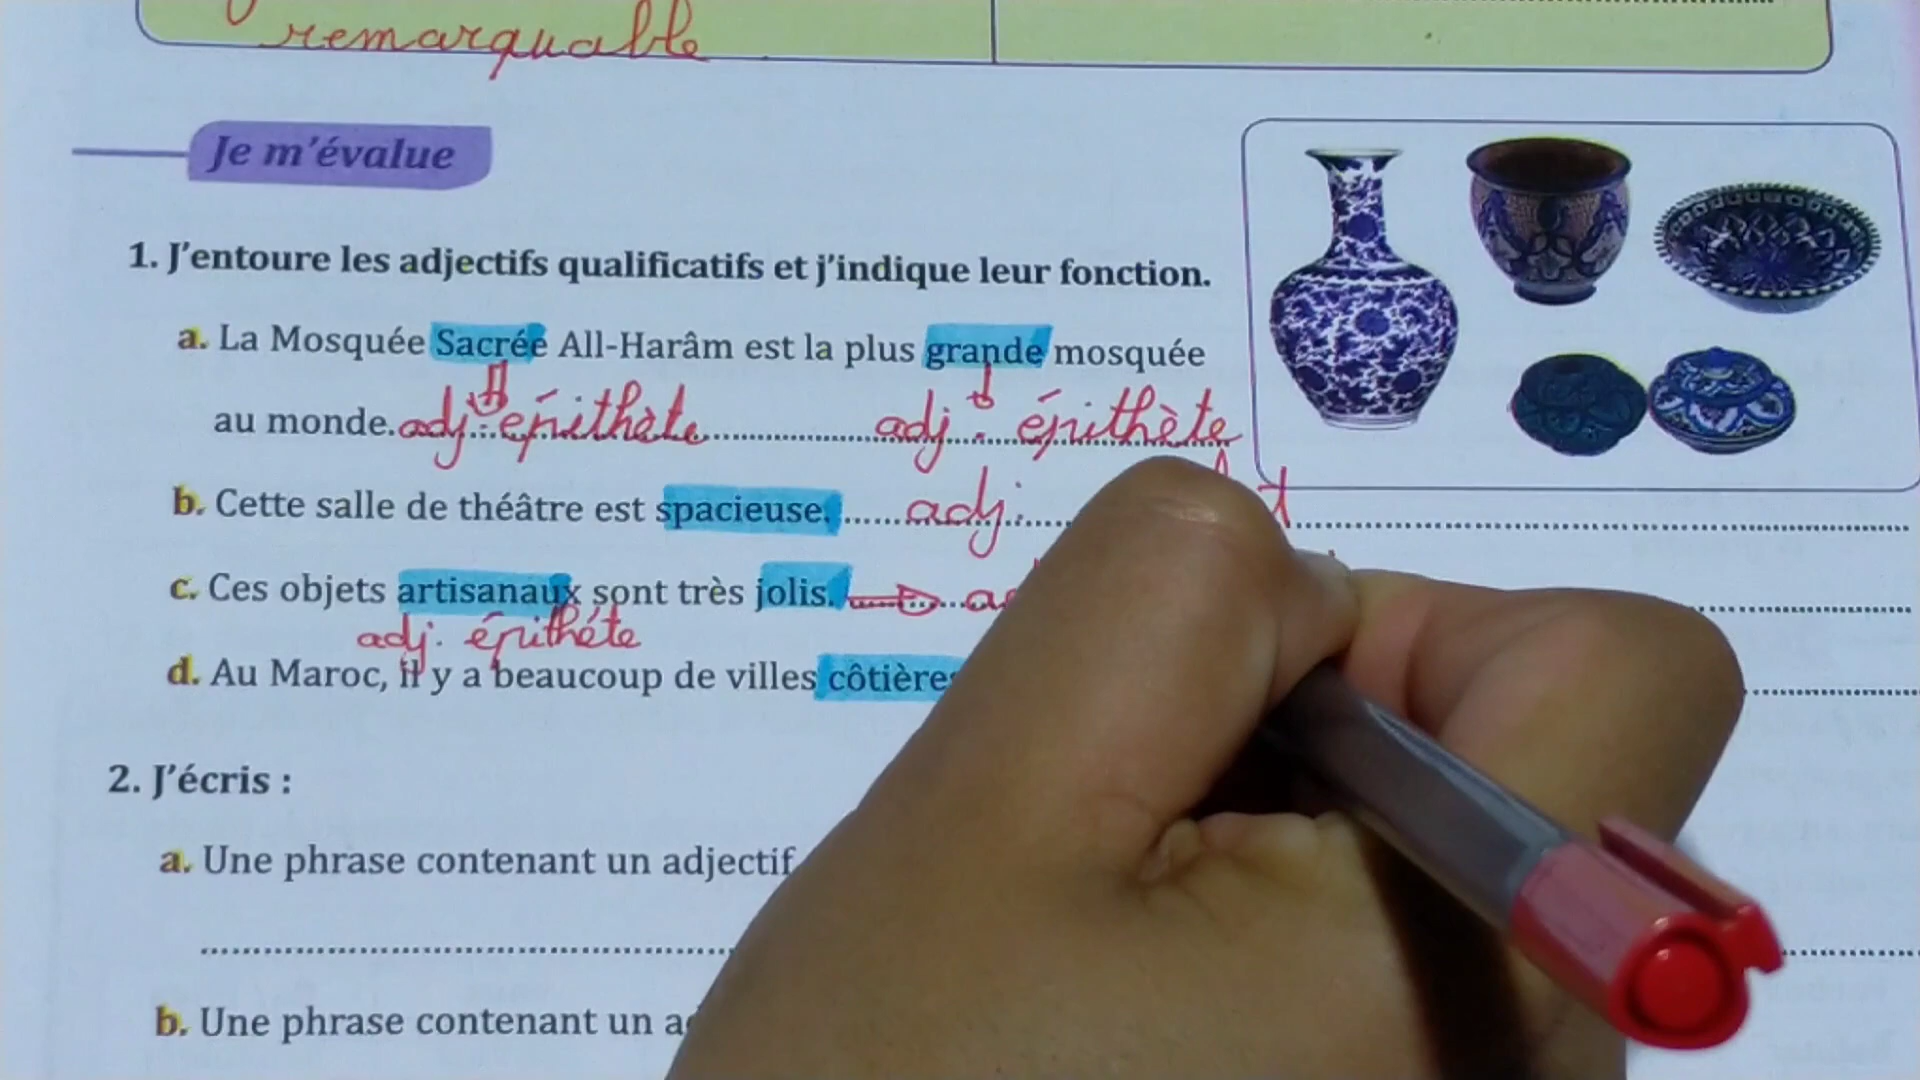 remarquable
Je m'évalue
1. J'entoure les adjectifs qualificatifs et j'indique leur fonction.
a. La Mosquée Sacrée All-Harâm est la plus grande mosquée
au monde. adj. épithète adj. épithète
b. Cette salle de théâtre est spacieuse. adj.
c. Ces objets artisanaux sont très jolis.
adj. épithéte
d. Au Maroc, il y a beaucoup de villes
2. J'écris :
a. Une phrase contenant un adjectif
b. Une phrase contenant un